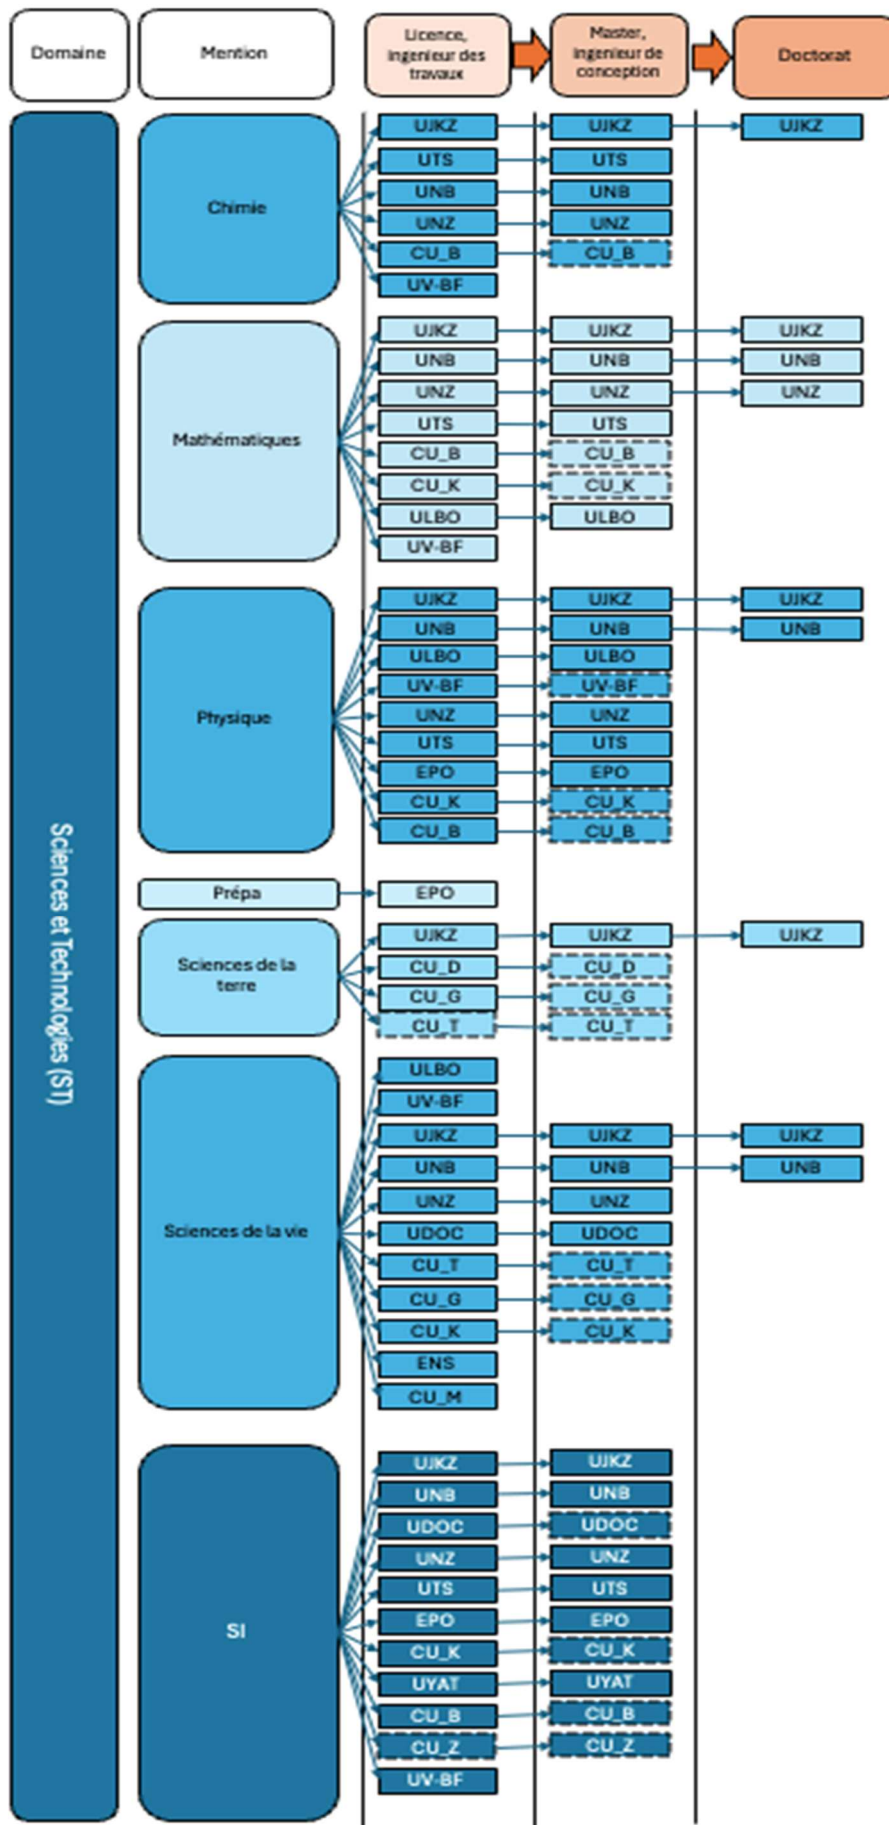 Domaine
Mention
Licence,
ingenieur des
travaux
Master,
ingenieur de
conception
Doctorat
Sciences et Technologies (ST)
Chimie
UJKZ
UJKZ
UJKZ
UTS
UTS
UNB
UNB
UNZ
UNZ
CU_B
CU_B
UV-BF
Mathématiques
UJKZ
UJKZ
UJKZ
UNB
UNB
UNB
UNZ
UNZ
UNZ
UTS
UTS
CU_B
CU_B
CU_K
CU_K
ULBO
ULBO
UV-BF
Physique
UJKZ
UJKZ
UJKZ
UNB
UNB
UNB
ULBO
ULBO
UV-BF
UV-BF
UNZ
UNZ
UTS
UTS
EPO
EPO
CU_K
CU_K
CU_B
CU_B
Prépa
EPO
Sciences de la
terre
UJKZ
UJKZ
UJKZ
CU_D
CU_D
CU_G
CU_G
CU_T
CU_T
Sciences de la vie
ULBO
UV-BF
UJKZ
UJKZ
UJKZ
UNB
UNB
UNB
UNZ
UNZ
UDOC
UDOC
CU_T
CU_T
CU_G
CU_G
CU_K
CU_K
ENS
CU_M
SI
UJKZ
UJKZ
UNB
UNB
UDOC
UDOC
UNZ
UNZ
UTS
UTS
EPO
EPO
CU_K
CU_K
UYAT
UYAT
CU_B
CU_B
CU_Z
CU_Z
UV-BF